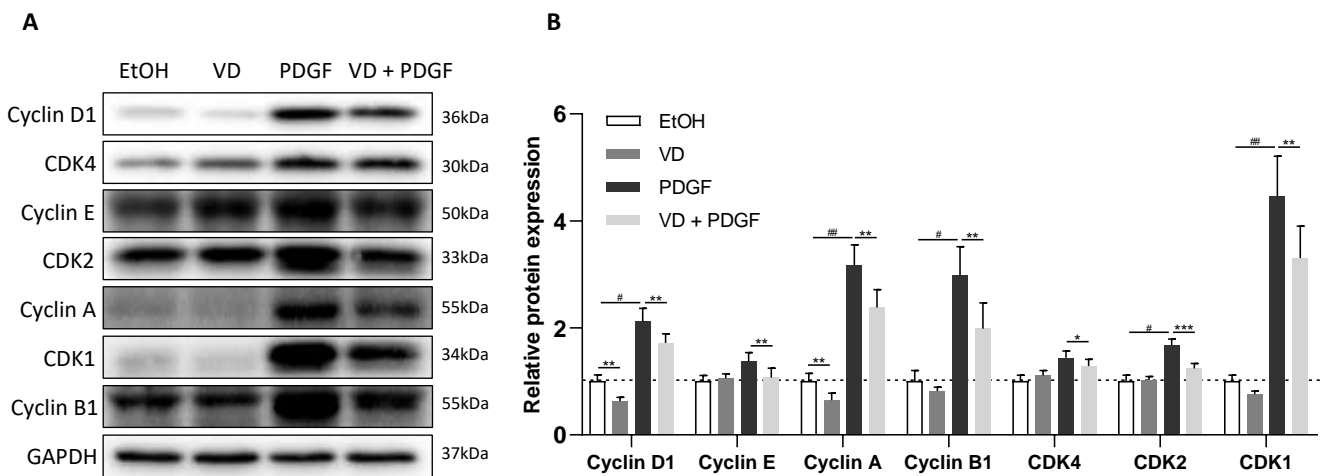 A
EtOH VD PDGF VD + PDGF
Cyclin D1 36kDa
CDK4 30kDa
Cyclin E 50kDa
CDK2 33kDa
Cyclin A 55kDa
CDK1 34kDa
Cyclin B1 55kDa
GAPDH 37kDa
B
Relative protein expression
6
4
2
0
EtOH
VD
PDGF
VD + PDGF
** # **
**
** ## **
# **
*
# ***
## **
Cyclin D1 Cyclin E Cyclin A Cyclin B1 CDK4 CDK2 CDK1